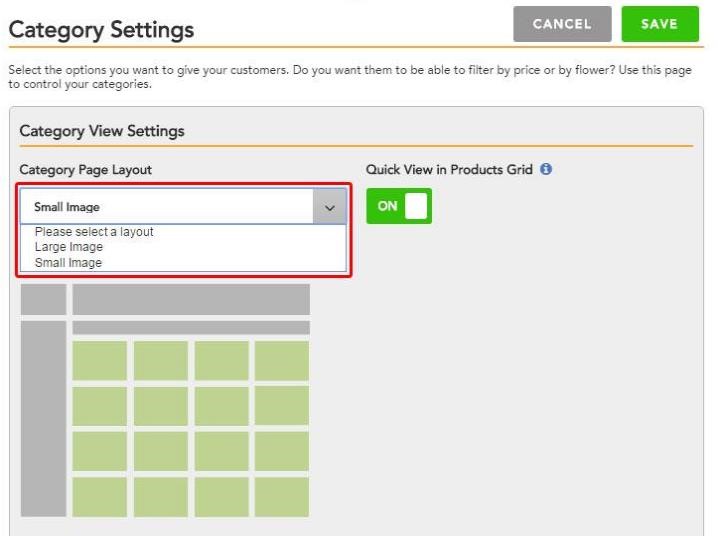 Category Settings
CANCEL
SAVE
Select the options you want to give your customers. Do you want them to be able to filter by price or by flower? Use this page
to control your categories.
Category View Settings
Category Page Layout
Quick View in Products Grid
Small Image
ON
Please select a layout
Large Image
Small Image